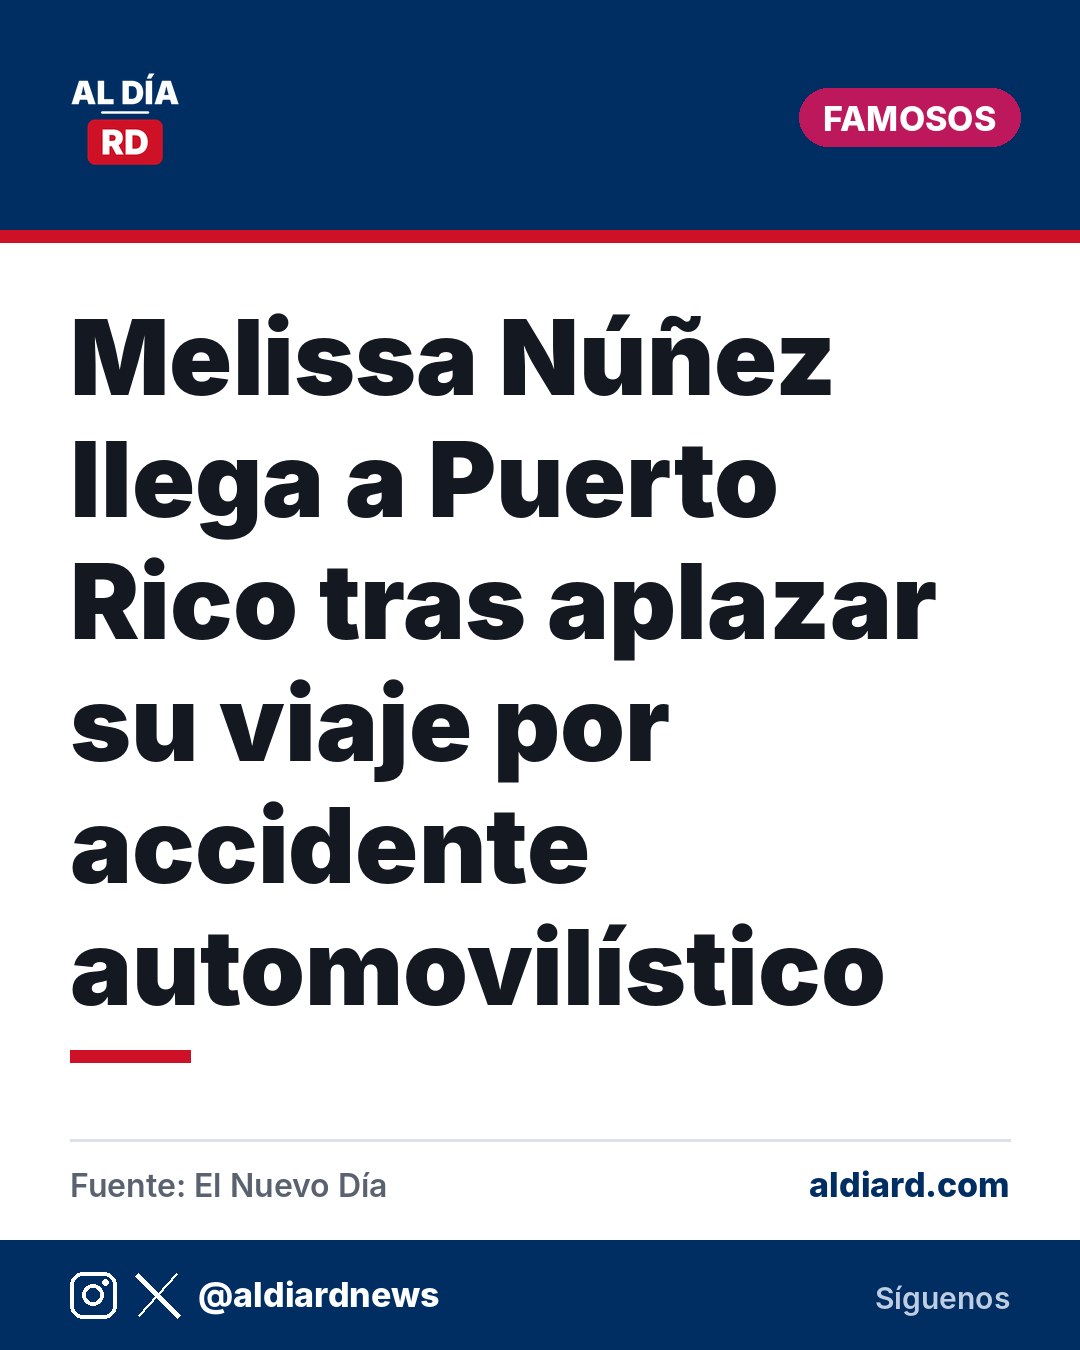 AL DÍA
RD
FAMOSOS
Melissa Núñez
llega a Puerto
Rico tras aplazar
su viaje por
accidente
automovilístico
Fuente: El Nuevo Día
aldiard.com
@aldiardnews
Síguenos